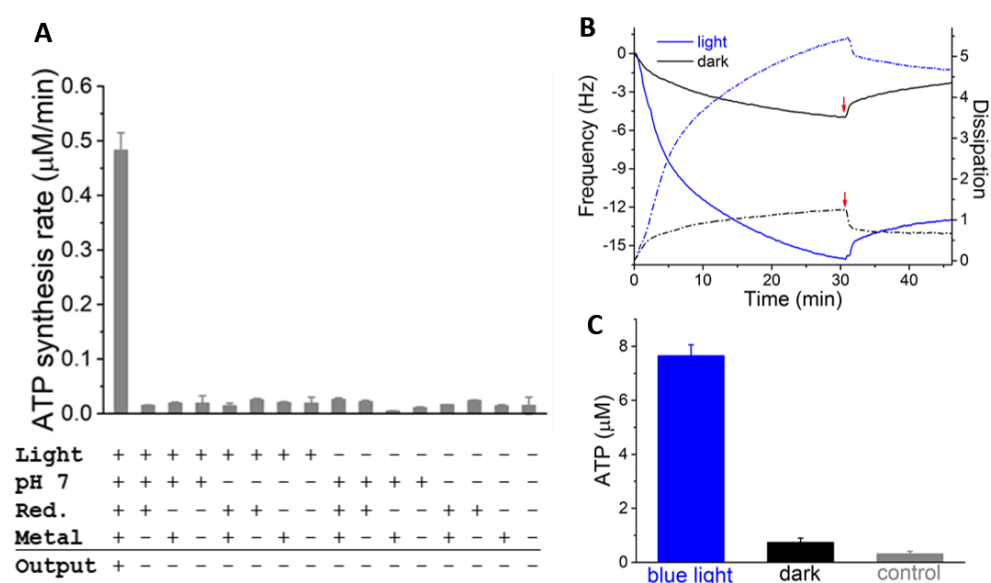 A
ATP synthesis rate (μM/min)
0.6
0.5
0.4
0.3
0.2
0.1
0.0
Light + + + + + + + + - - - - - - - -
pH 7 + + + + - - - - + + + + - - - -
Red. + + - - + + - - + + - - + + - -
Metal + - + - + - + - + - + - + - + -
Output + - - - - - - - - - - - - - - -
B
light
dark
Frequency (Hz)
0
-3
-6
-9
-12
-15
Dissipation
5
4
3
2
1
0
0 10 20 30 40
Time (min)
C
ATP (μM)
8
6
4
2
0
blue light dark control